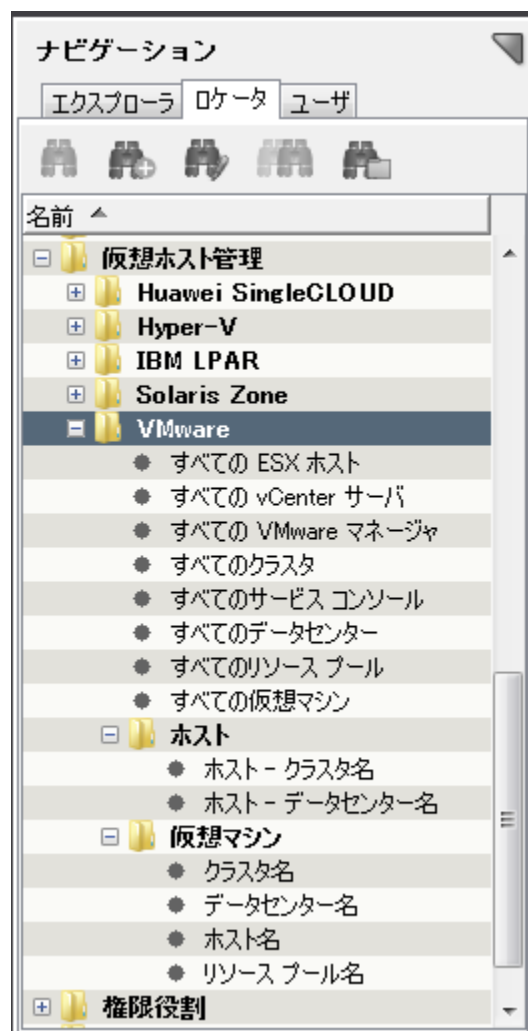 ナビゲーション
エクスプローラ ロケータ ユーザ
名前
仮想ホスト管理
Huawei SingleCLOUD
Hyper-V
IBM LPAR
Solaris Zone
VMware
すべての ESX ホスト
すべての vCenter サーバ
すべての VMware マネージャ
すべてのクラスタ
すべてのサービス コンソール
すべてのデータセンター
すべてのリソース プール
すべての仮想マシン
ホスト
ホスト - クラスタ名
ホスト - データセンター名
仮想マシン
クラスタ名
データセンター名
ホスト名
リソース プール名
権限役割